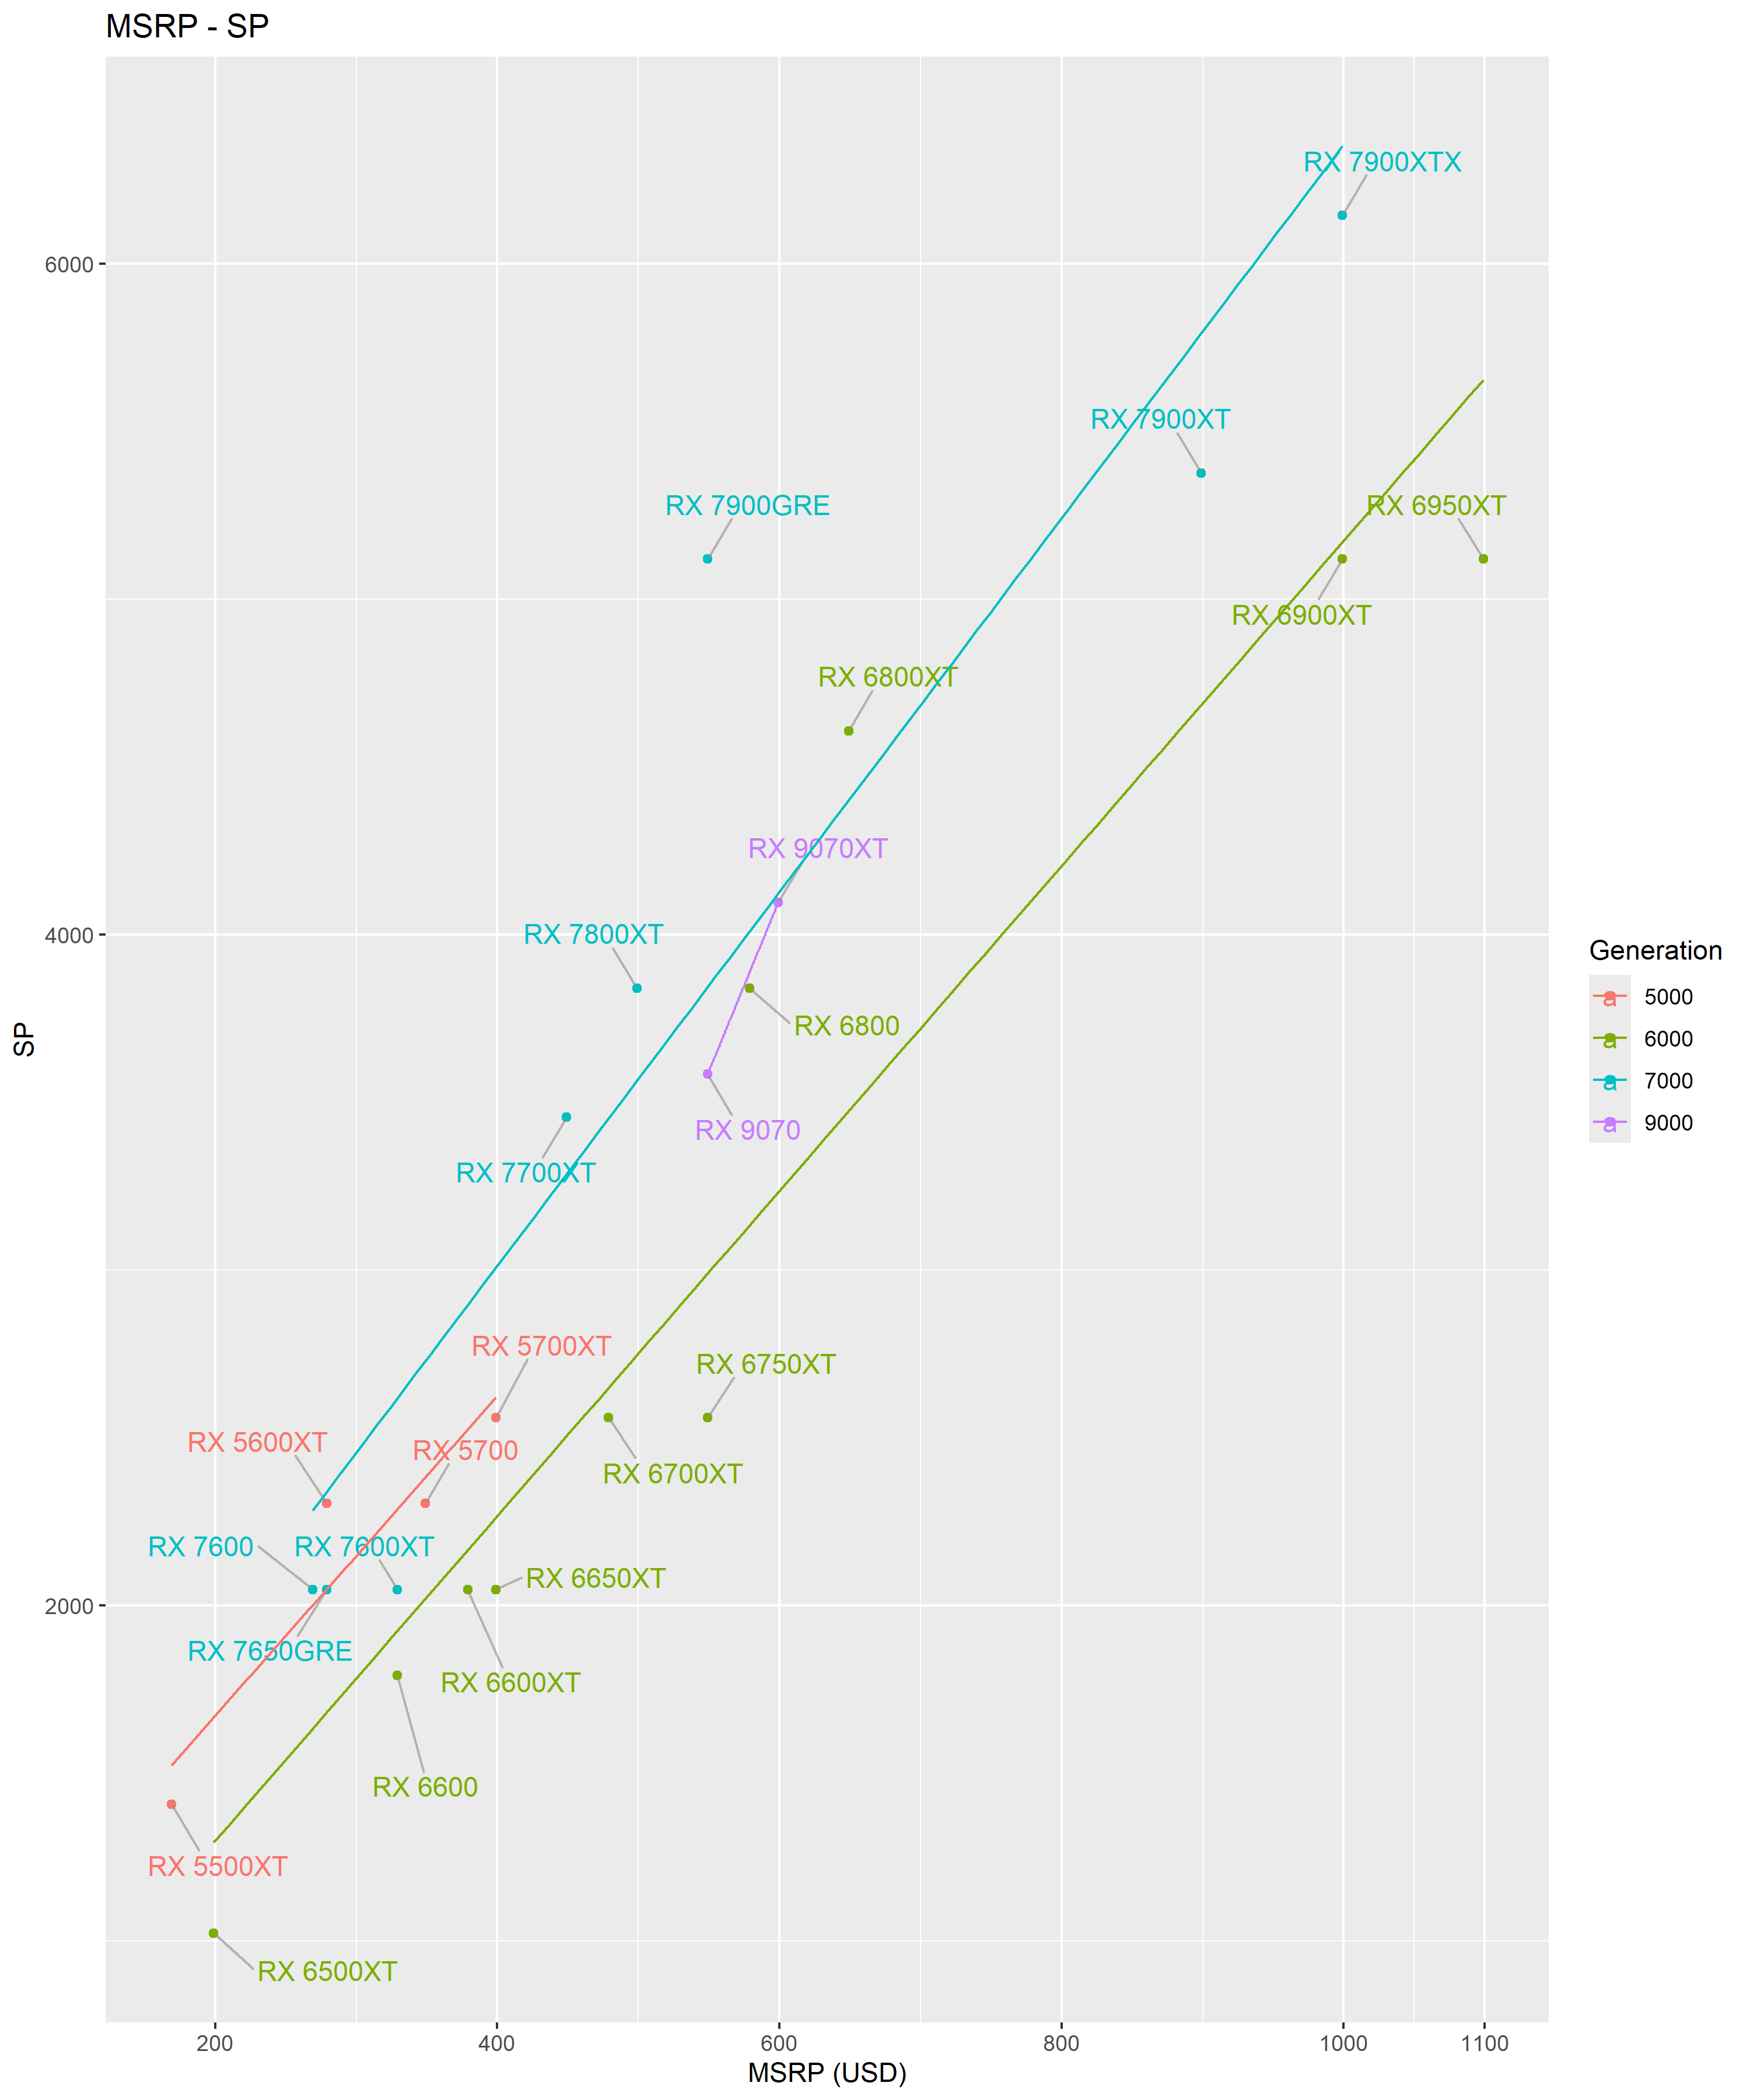 MSRP - SP
RX 7900XTX
6000
RX 7900XT
RX 7900GRE
RX 6950XT
RX 6900XT
RX 6800XT
RX 9070XT
RX 7800XT
4000
Generation
5000
6000
7000
9000
SP
RX 6800
RX 9070
RX 7700XT
RX 5700XT
RX 6750XT
RX 5600XT
RX 5700
RX 6700XT
RX 7600
RX 7600XT
RX 6650XT
2000
RX 7650GRE
RX 6600XT
RX 6600
RX 5500XT
RX 6500XT
200
400
600
800
1000
1100
MSRP (USD)
a
a
a
a